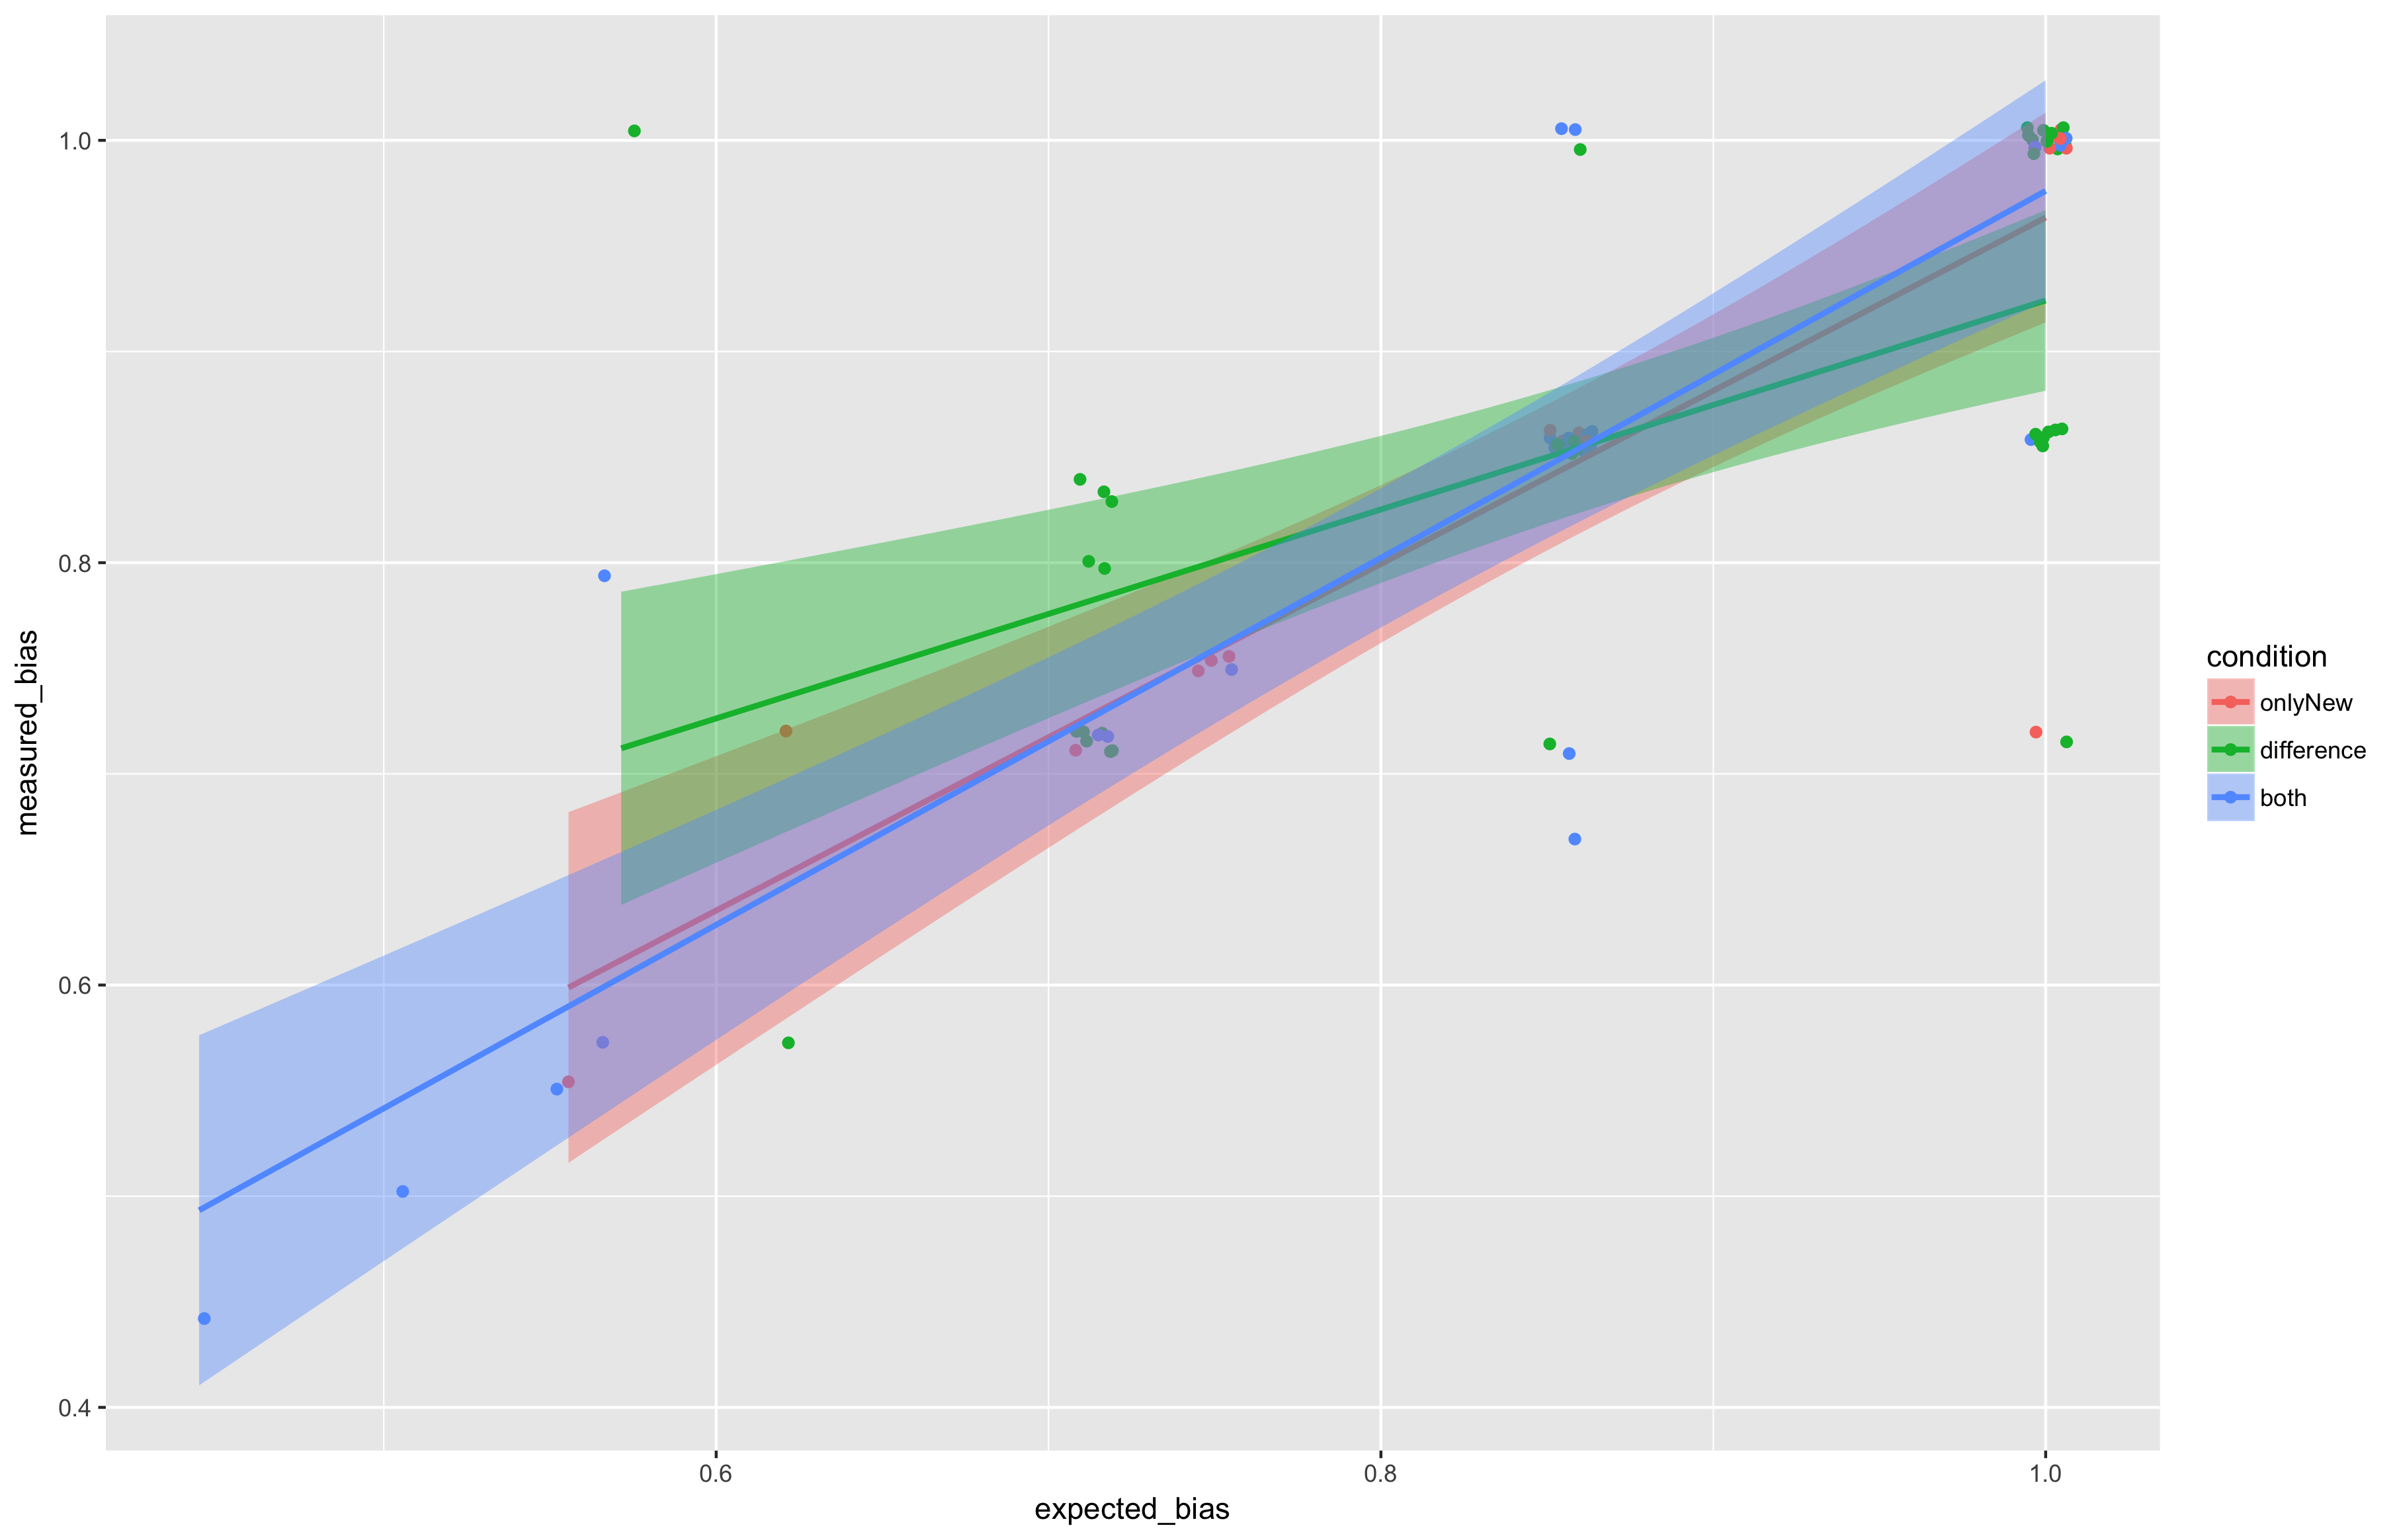 1.0
0.8
0.6
0.4
measured_bias
0.6
0.8
1.0
expected_bias
condition
onlyNew
difference
both